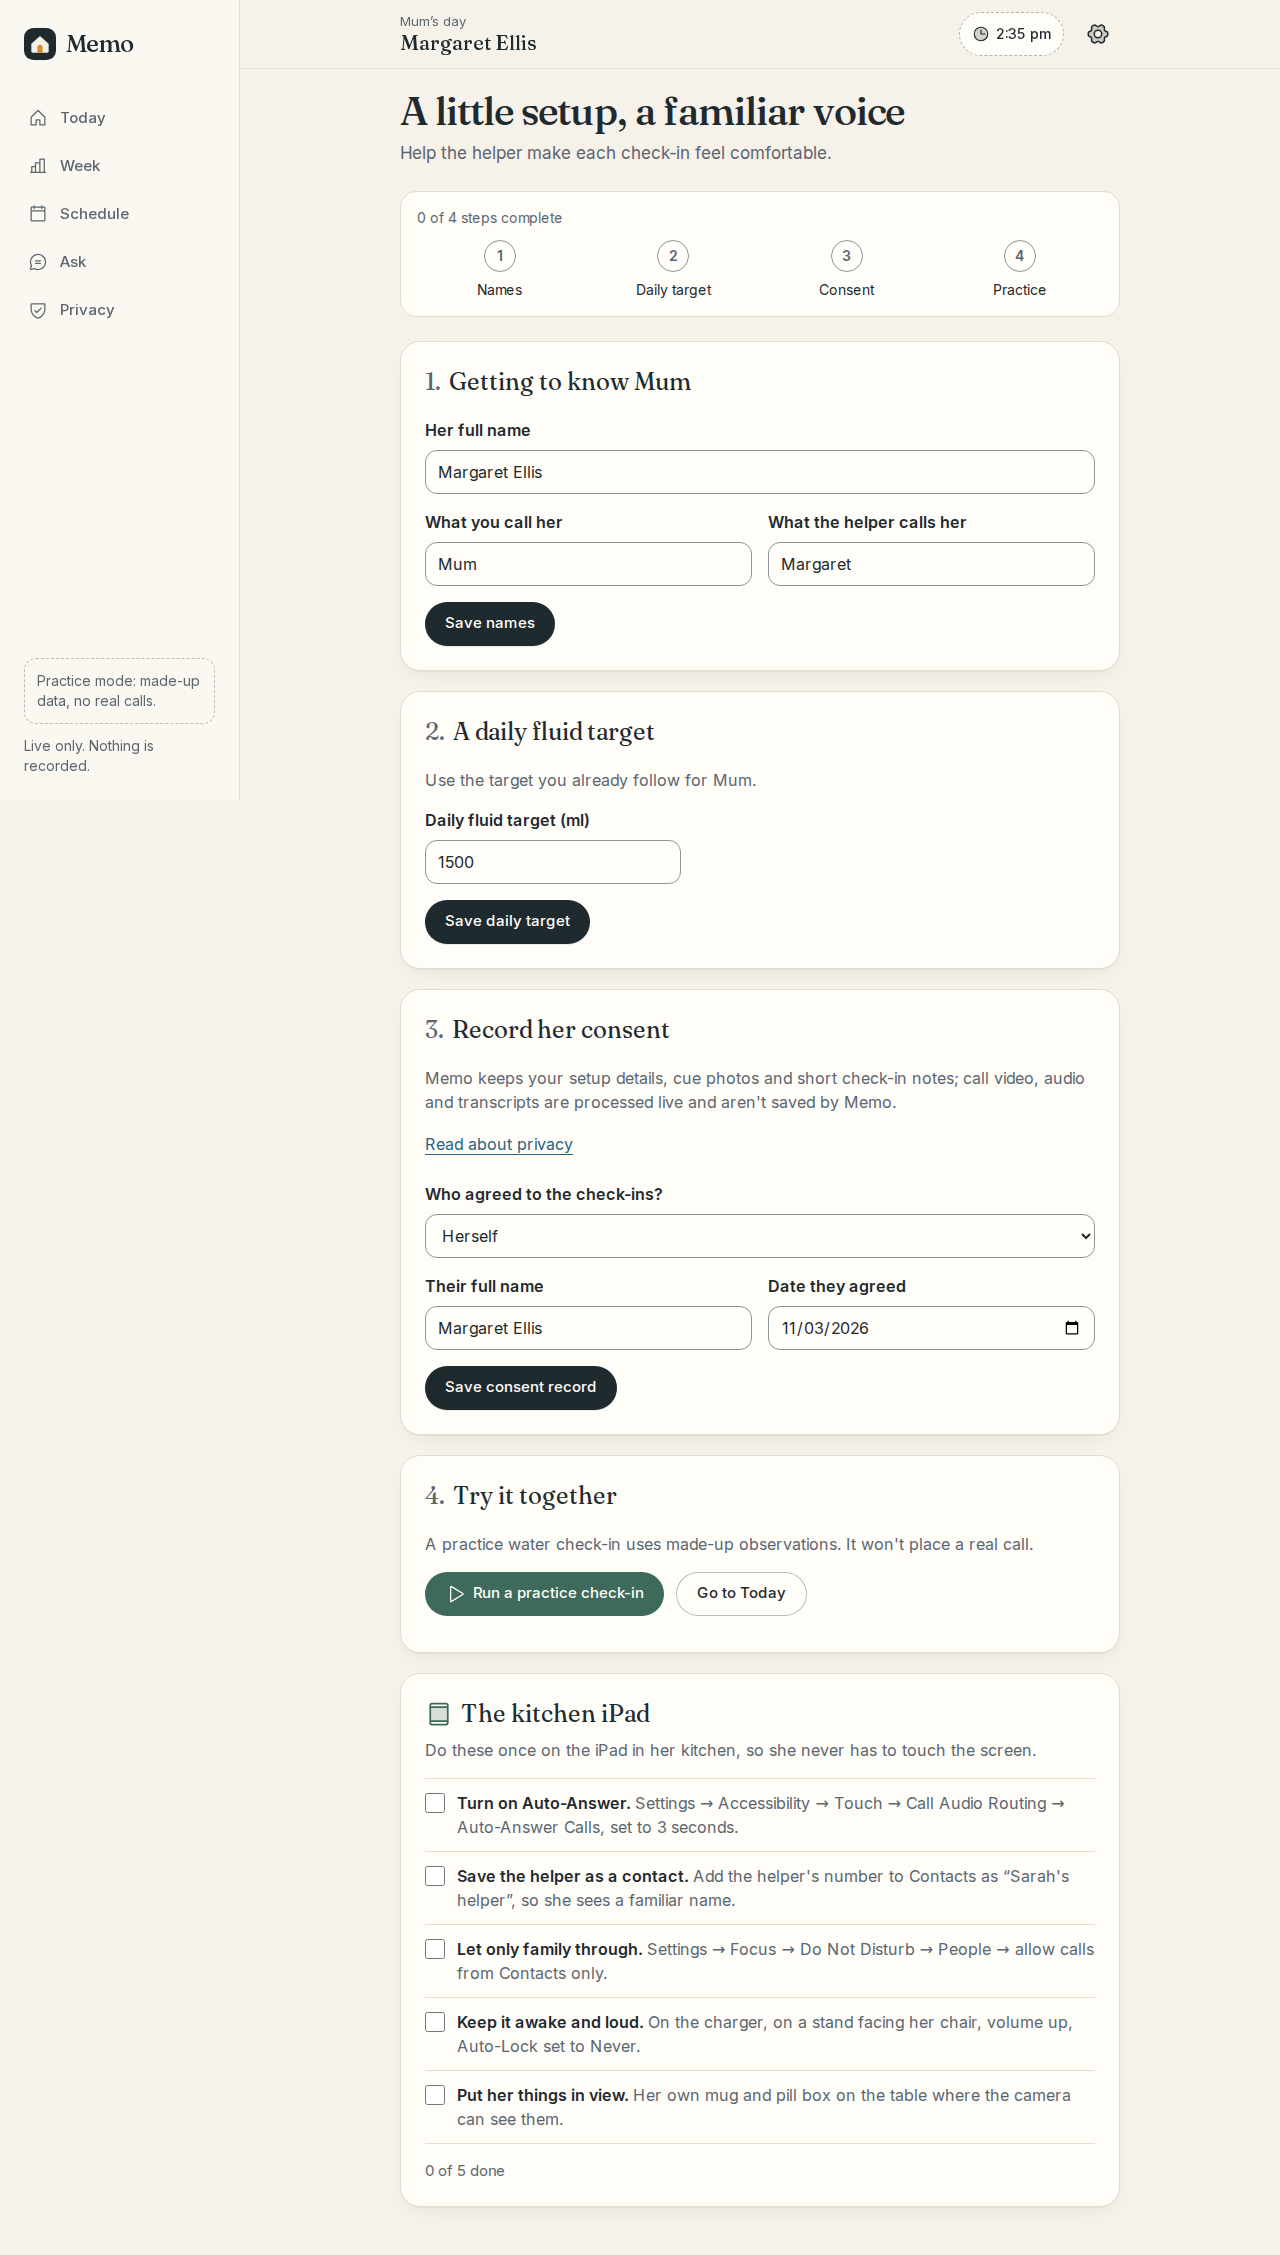 Memo
Today
Week
Schedule
Ask
Privacy
Practice mode: made-up
data, no real calls.
Live only. Nothing is
recorded.
Mum's day
Margaret Ellis
2:35 pm
A little setup, a familiar voice
Help the helper make each check-in feel comfortable.
0 of 4 steps complete
1 2 3 4
Names Daily target Consent Practice
1. Getting to know Mum
Her full name
Margaret Ellis
What you call her What the helper calls her
Mum Margaret
Save names
2. A daily fluid target
Use the target you already follow for Mum.
Daily fluid target (ml)
1500
Save daily target
3. Record her consent
Memo keeps your setup details, cue photos and short check-in notes; call video, audio
and transcripts are processed live and aren't saved by Memo.
Read about privacy
Who agreed to the check-ins?
Herself
Their full name Date they agreed
Margaret Ellis 11/03/2026
Save consent record
4. Try it together
A practice water check-in uses made-up observations. It won't place a real call.
Run a practice check-in Go to Today
The kitchen iPad
Do these once on the iPad in her kitchen, so she never has to touch the screen.
Turn on Auto-Answer. Settings → Accessibility → Touch → Call Audio Routing →
Auto-Answer Calls, set to 3 seconds.
Save the helper as a contact. Add the helper's number to Contacts as “Sarah's
helper”, so she sees a familiar name.
Let only family through. Settings → Focus → Do Not Disturb → People → allow calls
from Contacts only.
Keep it awake and loud. On the charger, on a stand facing her chair, volume up,
Auto-Lock set to Never.
Put her things in view. Her own mug and pill box on the table where the camera
can see them.
0 of 5 done